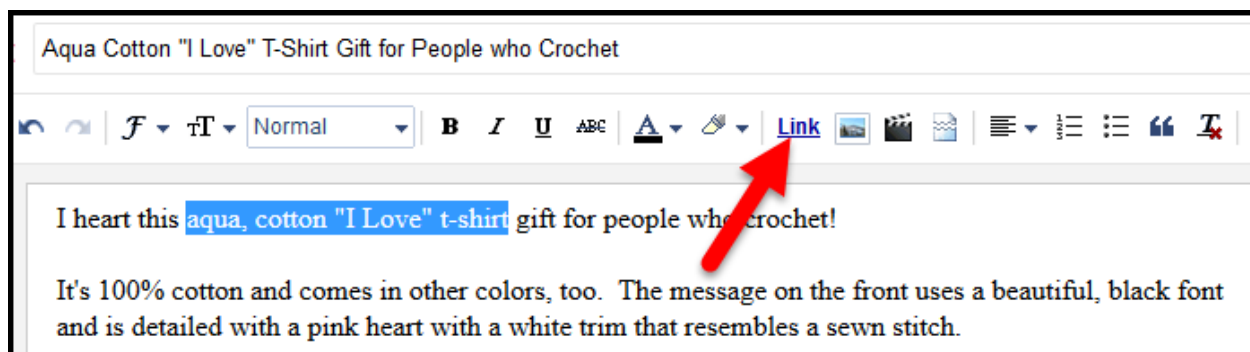 Aqua Cotton "I Love" T-Shirt Gift for People who Crochet
F TT Normal B I U ABC A Link
I heart this aqua, cotton "I Love" t-shirt gift for people who crochet!
It's 100% cotton and comes in other colors, too.  The message on the front uses a beautiful, black font
and is detailed with a pink heart with a white trim that resembles a sewn stitch.